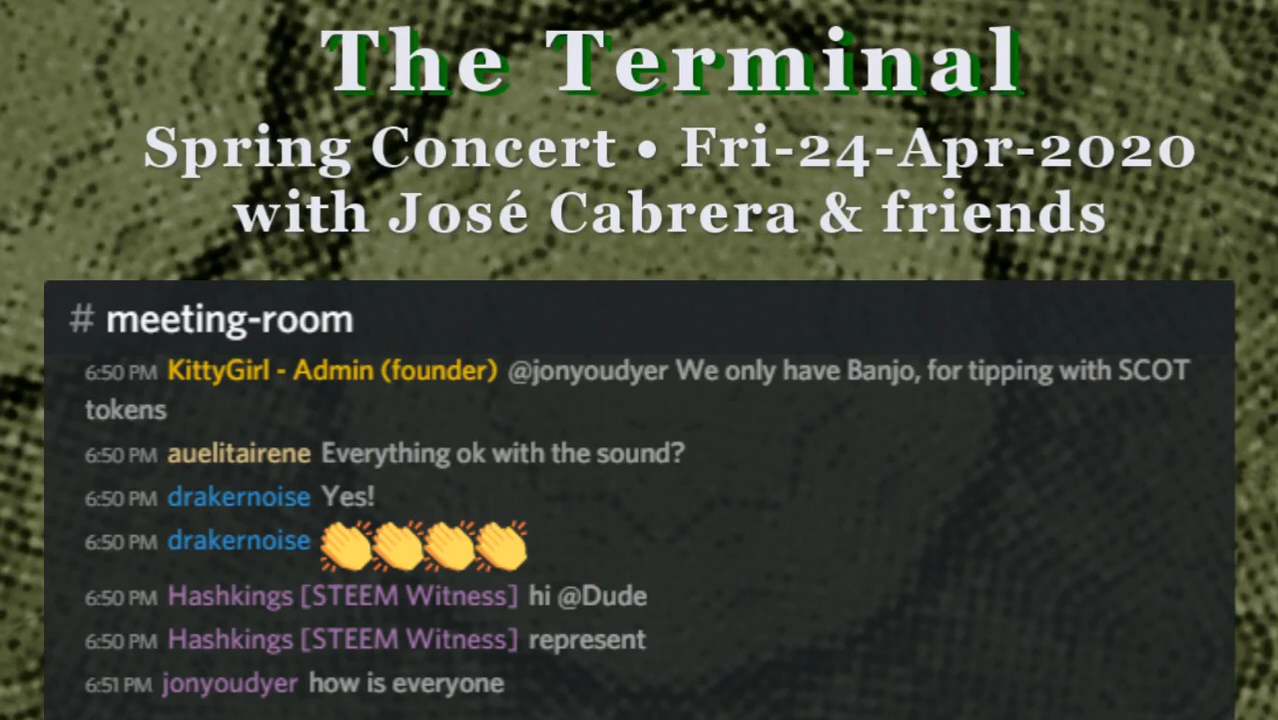 The Terminal
Spring Concert • Fri-24-Apr-2020
with José Cabrera & friends
# meeting-room
6:50 PM KittyGirl - Admin (founder) @jonyoudyer We only have Banjo, for tipping with SCOT
tokens
6:50 PM auelitairene Everything ok with the sound?
6:50 PM drakernoise Yes!
6:50 PM drakernoise 👏👏👏👏
6:50 PM Hashkings [STEEM Witness] hi @Dude
6:50 PM Hashkings [STEEM Witness] represent
6:51 PM jonyoudyer how is everyone